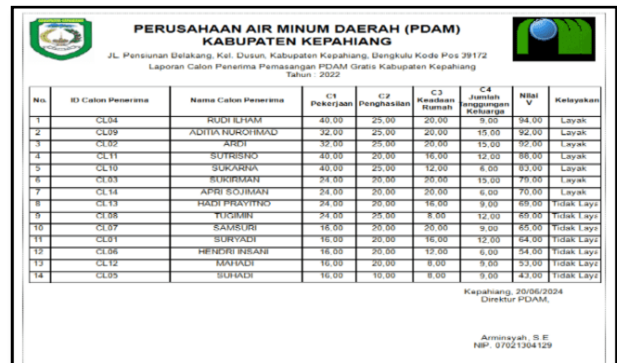 PERUSAHAAN AIR MINUM DAERAH (PDAM)
KABUPATEN KEPAHIANG
JL. Pensiunan Belakang, Kel. Dusun, Kabupaten Kepahiang, Bengkulu Kode Pos 39172
Laporan Calon Penerima Pemasangan PDAM Gratis Kabupaten Kepahiang
Tahun : 2022
No. ID Calon Penerima Nama Calon Penerima C1 Pekerjaan C2 Penghasilan C3 Keadaan Rumah C4 Jumlah Tanggungan Keluarga Nilai V Kelayakan
1 CL04 RUDI ILHAM 40,00 25,00 20,00 9,00 94,00 Layak
2 CL09 ADITIA NUROHMAD 32,00 25,00 20,00 15,00 92,00 Layak
3 CL02 ARDI 32,00 25,00 20,00 15,00 92,00 Layak
4 CL11 SUTRISNO 40,00 20,00 16,00 12,00 88,00 Layak
5 CL10 SUKARNA 40,00 25,00 12,00 6,00 83,00 Layak
6 CL03 SUKIRMAN 24,00 20,00 20,00 15,00 79,00 Layak
7 CL14 APRI SOJIMAN 24,00 20,00 20,00 6,00 70,00 Layak
8 CL13 HADI PRAYITNO 24,00 20,00 16,00 9,00 69,00 Tidak Laya
9 CL08 TUGIMIN 24,00 25,00 8,00 12,00 69,00 Tidak Laya
10 CL07 SAMSURI 16,00 20,00 20,00 9,00 65,00 Tidak Laya
11 CL01 SURYADI 16,00 20,00 16,00 12,00 64,00 Tidak Laya
12 CL06 HENDRI INSANI 16,00 20,00 12,00 6,00 54,00 Tidak Laya
13 CL12 MAHADI 16,00 20,00 8,00 9,00 53,00 Tidak Laya
14 CL05 SUHADI 16,00 10,00 8,00 9,00 43,00 Tidak Laya
Kepahiang, 20/06/2024
Direktur PDAM,
Arminsyah, S.E
NIP. 07021304129